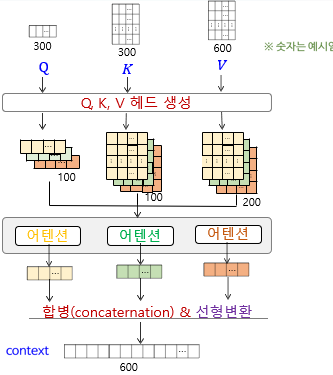 300
300
600
※ 숫자는 예시일
Q
K
V
Q, K, V 헤드 생성
100
100
200
어텐션
어텐션
어텐션
합병(concaternation) & 선형변환
context
600